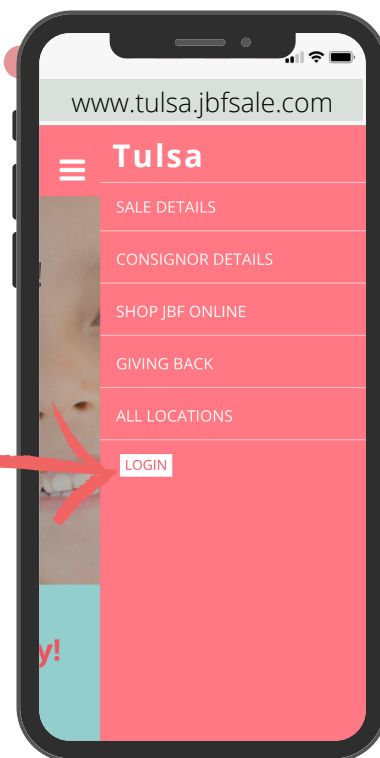 www.tulsa.jbfsale.com
Tulsa
SALE DETAILS
CONSIGNOR DETAILS
SHOP JBF ONLINE
GIVING BACK
ALL LOCATIONS
LOGIN
y!